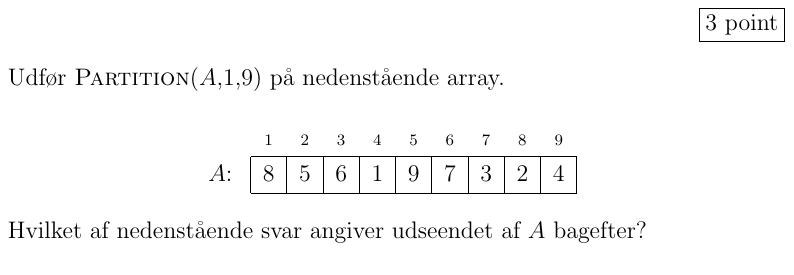 3 point
Udfør PARTITION(A,1,9) på nedenstående array.
1 2 3 4 5 6 7 8 9
A: 8 5 6 1 9 7 3 2 4
Hvilket af nedenstående svar angiver udseendet af A bagefter?